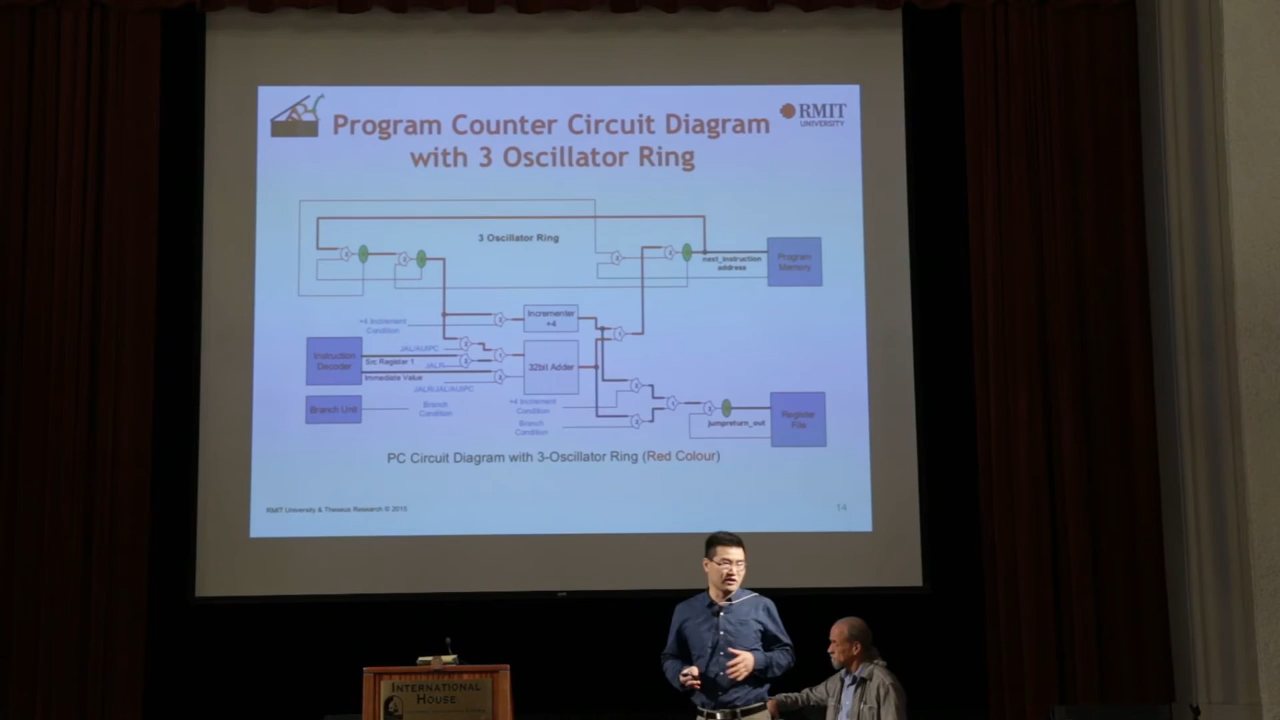 Program Counter Circuit Diagram
with 3 Oscillator Ring
RMIT
UNIVERSITY
3 Oscillator Ring
next_instruction
address
Program
Memory
+4 Increment
Condition
Incrementer
+4
Instruction
Decoder
JAL/AUIPC
Src Register 1
JALR
Immediate Value
JALR/JAL/AUIPC
32bit Adder
Branch Unit
Branch
Condition
+4 Increment
Condition
Branch
Condition
jumpreturn_out
Register
File
PC Circuit Diagram with 3-Oscillator Ring (Red Colour)
RMIT University & Theseus Research © 2015
14
INTERNATIONAL
HOUSE